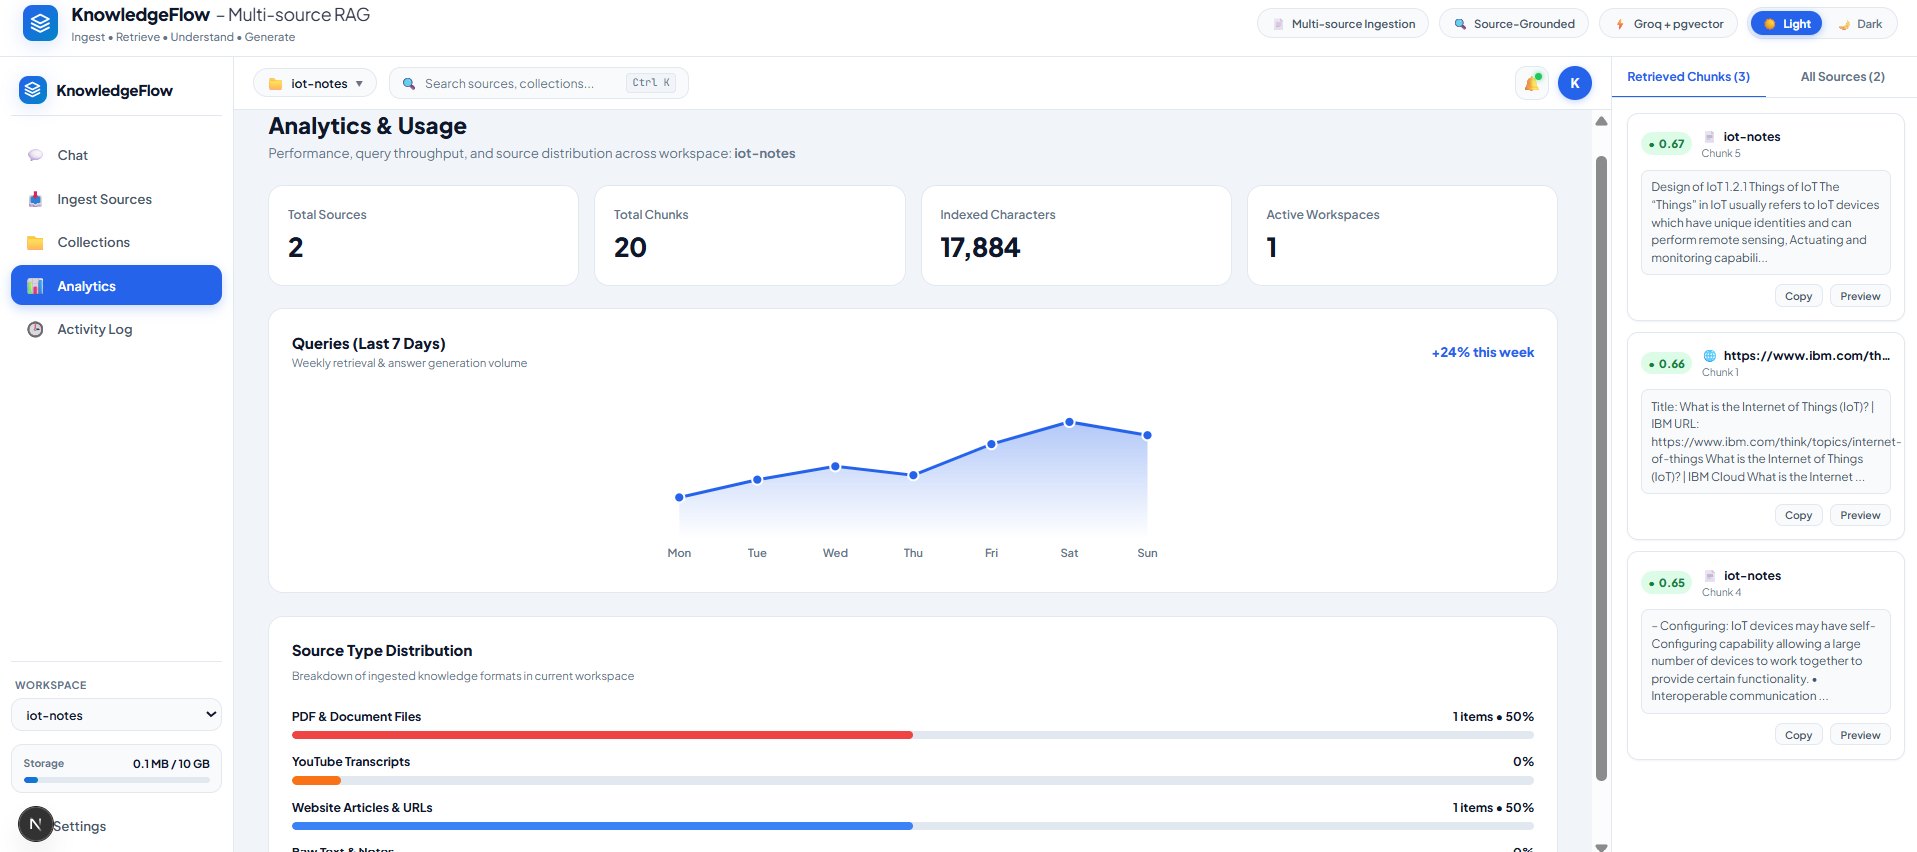 KnowledgeFlow – Multi-source RAG
Ingest • Retrieve • Understand • Generate
Multi-source Ingestion
Source-Grounded
Groq + pgvector
Light
Dark
KnowledgeFlow
Chat
Ingest Sources
Collections
Analytics
Activity Log
WORKSPACE
iot-notes
Storage 0.1 MB / 10 GB
N
Settings
iot-notes ▼
Search sources, collections... Ctrl K
K
Analytics & Usage
Performance, query throughput, and source distribution across workspace: iot-notes
Total Sources
2
Total Chunks
20
Indexed Characters
17,884
Active Workspaces
1
Queries (Last 7 Days)
Weekly retrieval & answer generation volume
+24% this week
Mon Tue Wed Thu Fri Sat Sun
Source Type Distribution
Breakdown of ingested knowledge formats in current workspace
PDF & Document Files 1 items • 50%
YouTube Transcripts 0%
Website Articles & URLs 1 items • 50%
Raw Text & Notes 0%
Retrieved Chunks (3)
All Sources (2)
• 0.67
iot-notes
Chunk 5
Design of IoT 1.2.1 Things of IoT The
“Things” in IoT usually refers to IoT devices
which have unique identities and can
perform remote sensing, Actuating and
monitoring capabili...
Copy
Preview
• 0.66
https://www.ibm.com/th...
Chunk 1
Title: What is the Internet of Things (IoT)? |
IBM URL:
https://www.ibm.com/think/topics/internet-
of-things What is the Internet of Things
(IoT)? | IBM Cloud What is the Internet ...
Copy
Preview
• 0.65
iot-notes
Chunk 4
– Configuring: IoT devices may have self-
Configuring capability allowing a large
number of devices to work together to
provide certain functionality. •
Interoperable communication ...
Copy
Preview